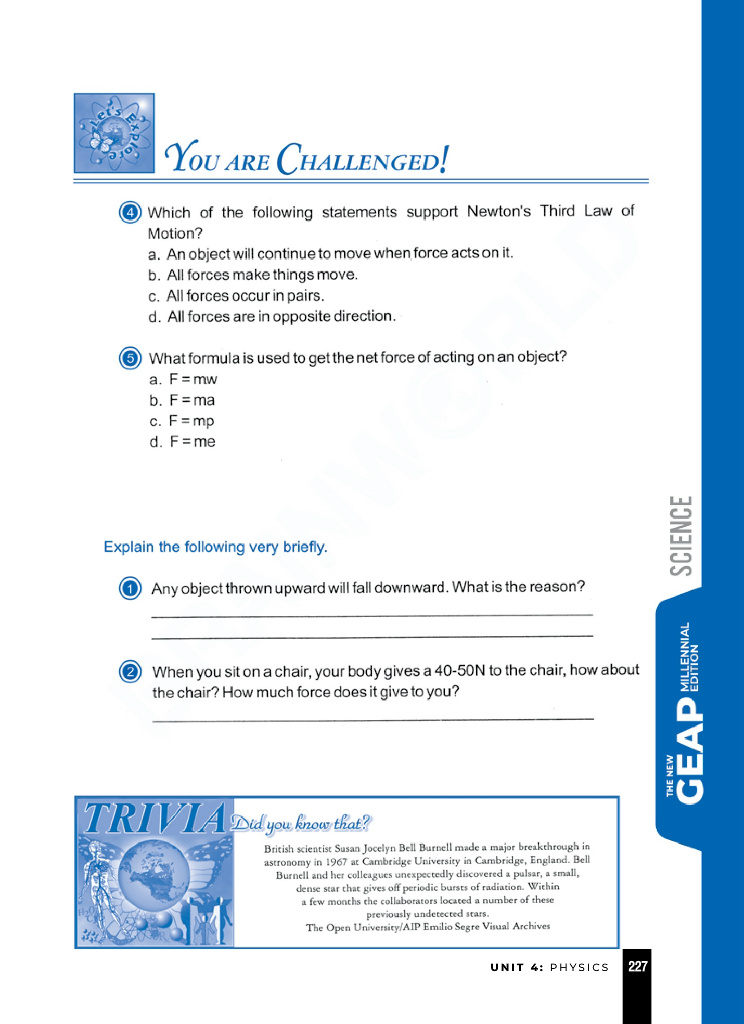 Let's Explore
YOU ARE CHALLENGED!
4 Which of the following statements support Newton's Third Law of
Motion?
a. An object will continue to move when force acts on it.
b. All forces make things move.
c. All forces occur in pairs.
d. All forces are in opposite direction.
5 What formula is used to get the net force of acting on an object?
a. F = mw
b. F = ma
c. F = mp
d. F = me
Explain the following very briefly.
1 Any object thrown upward will fall downward. What is the reason?
2 When you sit on a chair, your body gives a 40-50N to the chair, how about
the chair? How much force does it give to you?
SCIENCE
THE NEW
GEAP
MILLENNIAL
EDITION
TRIVIA Did you know that?
British scientist Susan Jocelyn Bell Burnell made a major breakthrough in
astronomy in 1967 at Cambridge University in Cambridge, England. Bell
Burnell and her colleagues unexpectedly discovered a pulsar, a small,
dense star that gives off periodic bursts of radiation. Within
a few months the collaborators located a number of these
previously undetected stars.
The Open University/AIP Emilio Segre Visual Archives
UNIT 4: PHYSICS 227